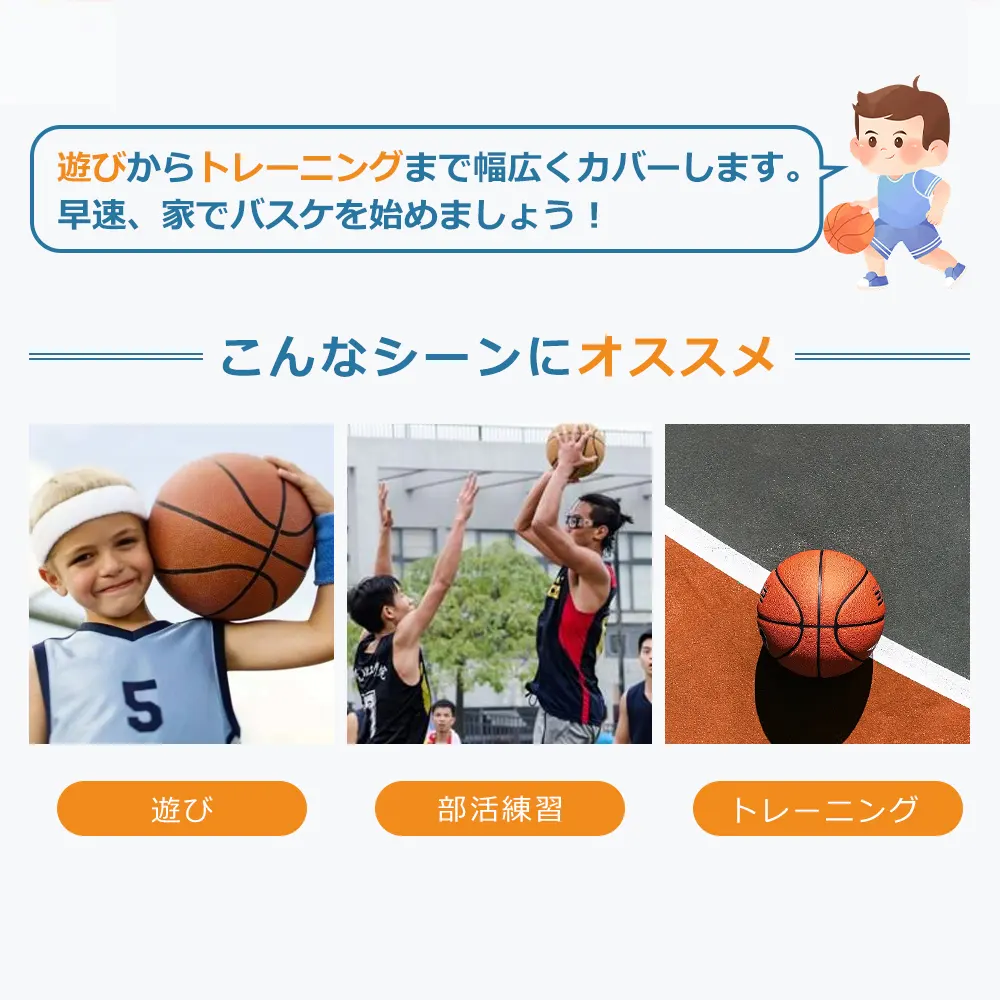 遊びからトレーニングまで幅広くカバーします。
早速、家でバスケを始めましょう！
こんなシーンにオススメ
5
遊び
部活練習
トレーニング